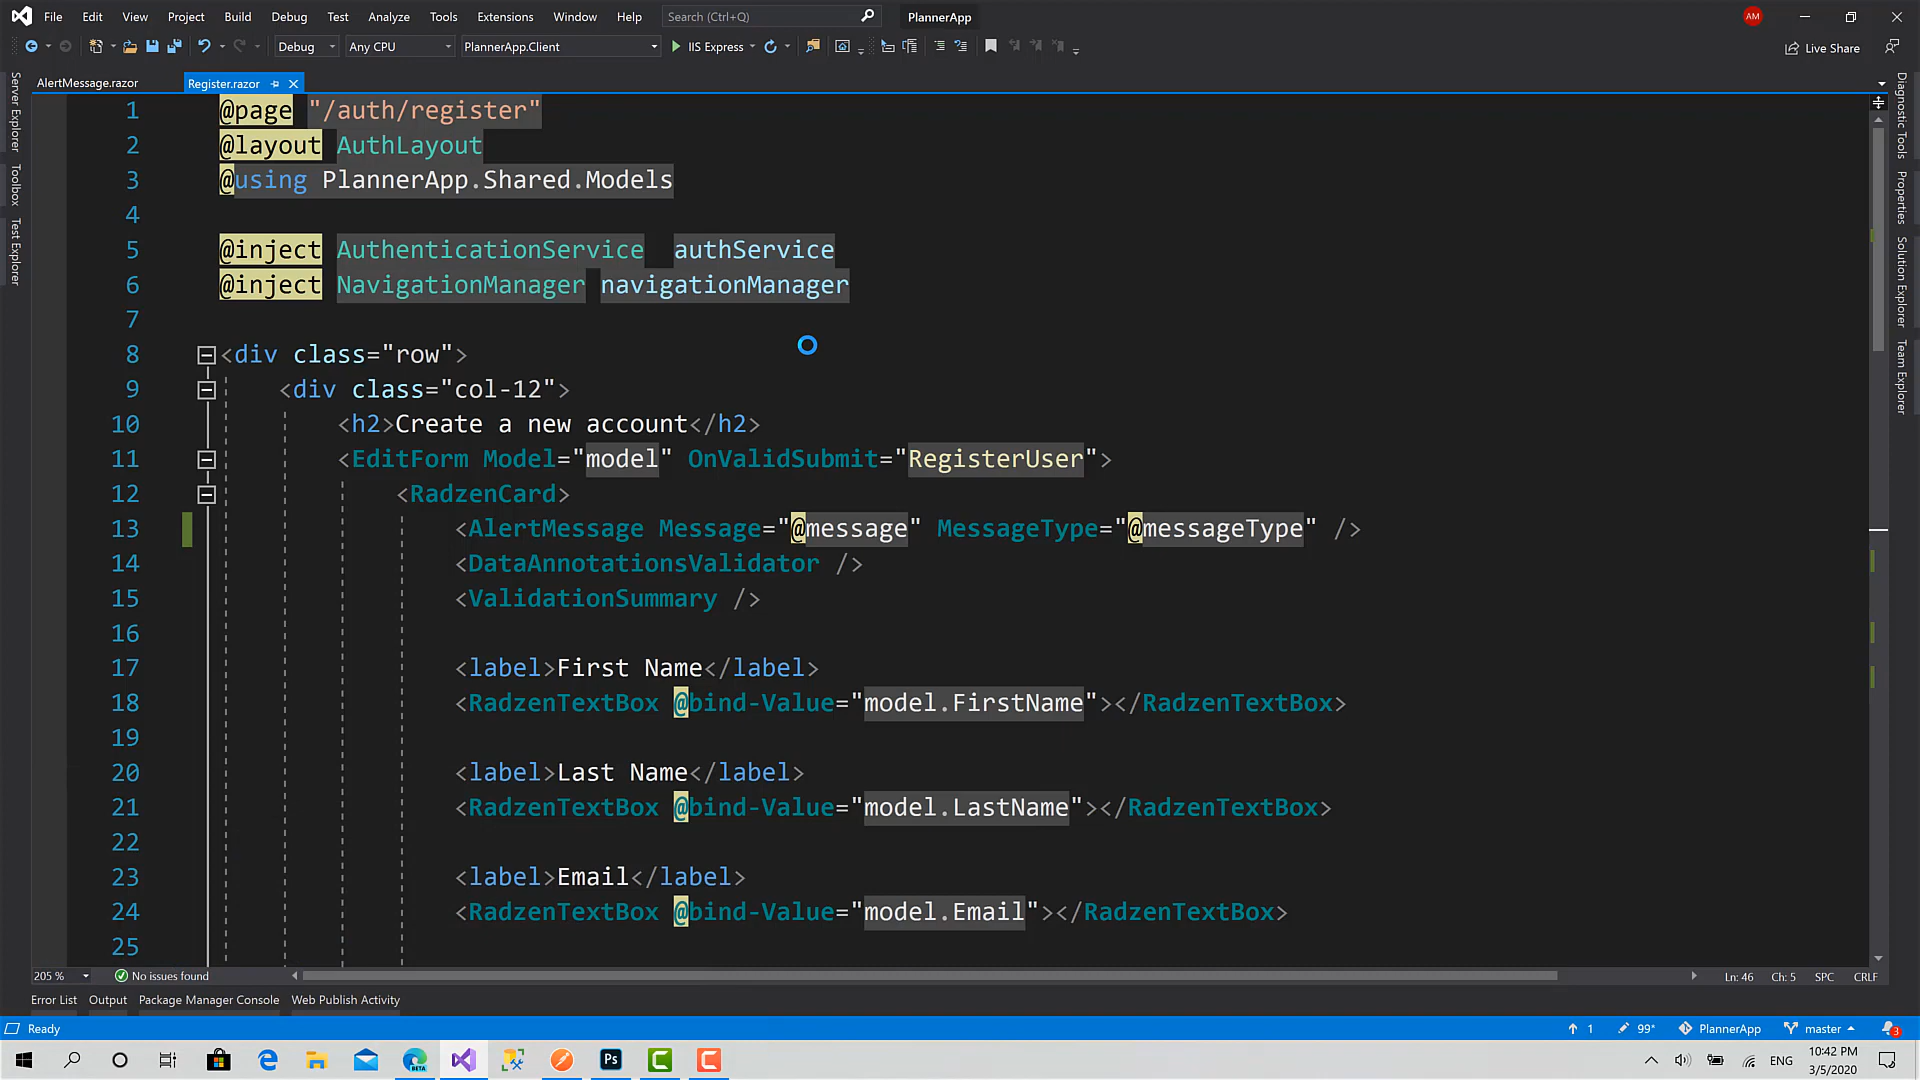 File Edit View Project Build Debug Test Analyze Tools Extensions Window Help Search (Ctrl+Q) PlannerApp AM
Debug Any CPU PlannerApp.Client IIS Express Live Share
AlertMessage.razor Register.razor
Server Explorer
Toolbox
Test Explorer
1 @page "/auth/register"
2 @layout AuthLayout
3 @using PlannerApp.Shared.Models
4
5 @inject AuthenticationService authService
6 @inject NavigationManager navigationManager
7
8 <div class="row">
9 <div class="col-12">
10 <h2>Create a new account</h2>
11 <EditForm Model="model" OnValidSubmit="RegisterUser">
12 <RadzenCard>
13 <AlertMessage Message="@message" MessageType="@messageType" />
14 <DataAnnotationsValidator />
15 <ValidationSummary />
16
17 <label>First Name</label>
18 <RadzenTextBox @bind-Value="model.FirstName"></RadzenTextBox>
19
20 <label>Last Name</label>
21 <RadzenTextBox @bind-Value="model.LastName"></RadzenTextBox>
22
23 <label>Email</label>
24 <RadzenTextBox @bind-Value="model.Email"></RadzenTextBox>
25
Diagnostic Tools
Properties
Solution Explorer
Team Explorer
205 % No issues found Ln: 46 Ch: 5 SPC CRLF
Error List Output Package Manager Console Web Publish Activity
Ready 1 99* PlannerApp master 3
BETA Ps C C ENG 10:42 PM
3/5/2020